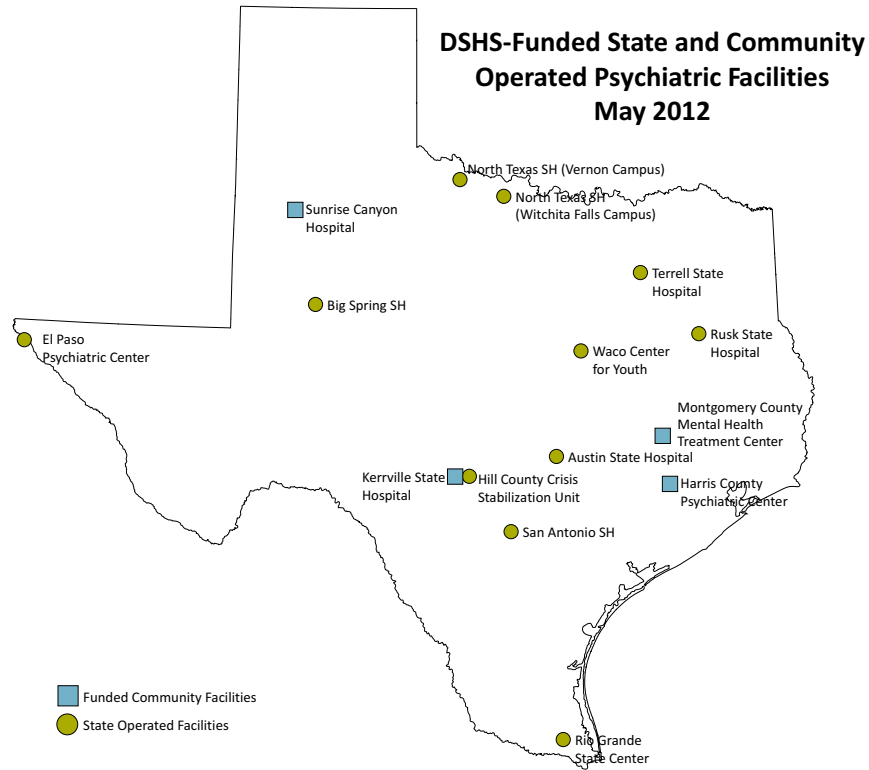 DSHS-Funded State and Community
Operated Psychiatric Facilities
May 2012
North Texas SH (Vernon Campus)
North Texas SH
(Witchita Falls Campus)
Sunrise Canyon
Hospital
Terrell State
Hospital
Big Spring SH
Rusk State
Hospital
El Paso
Psychiatric Center
Waco Center
for Youth
Montgomery County
Mental Health
Treatment Center
Austin State Hospital
Kerrville State
Hospital
Hill County Crisis
Stabilization Unit
Harris County
Psychiatric Center
San Antonio SH
Funded Community Facilities
State Operated Facilities
Rio Grande
State Center